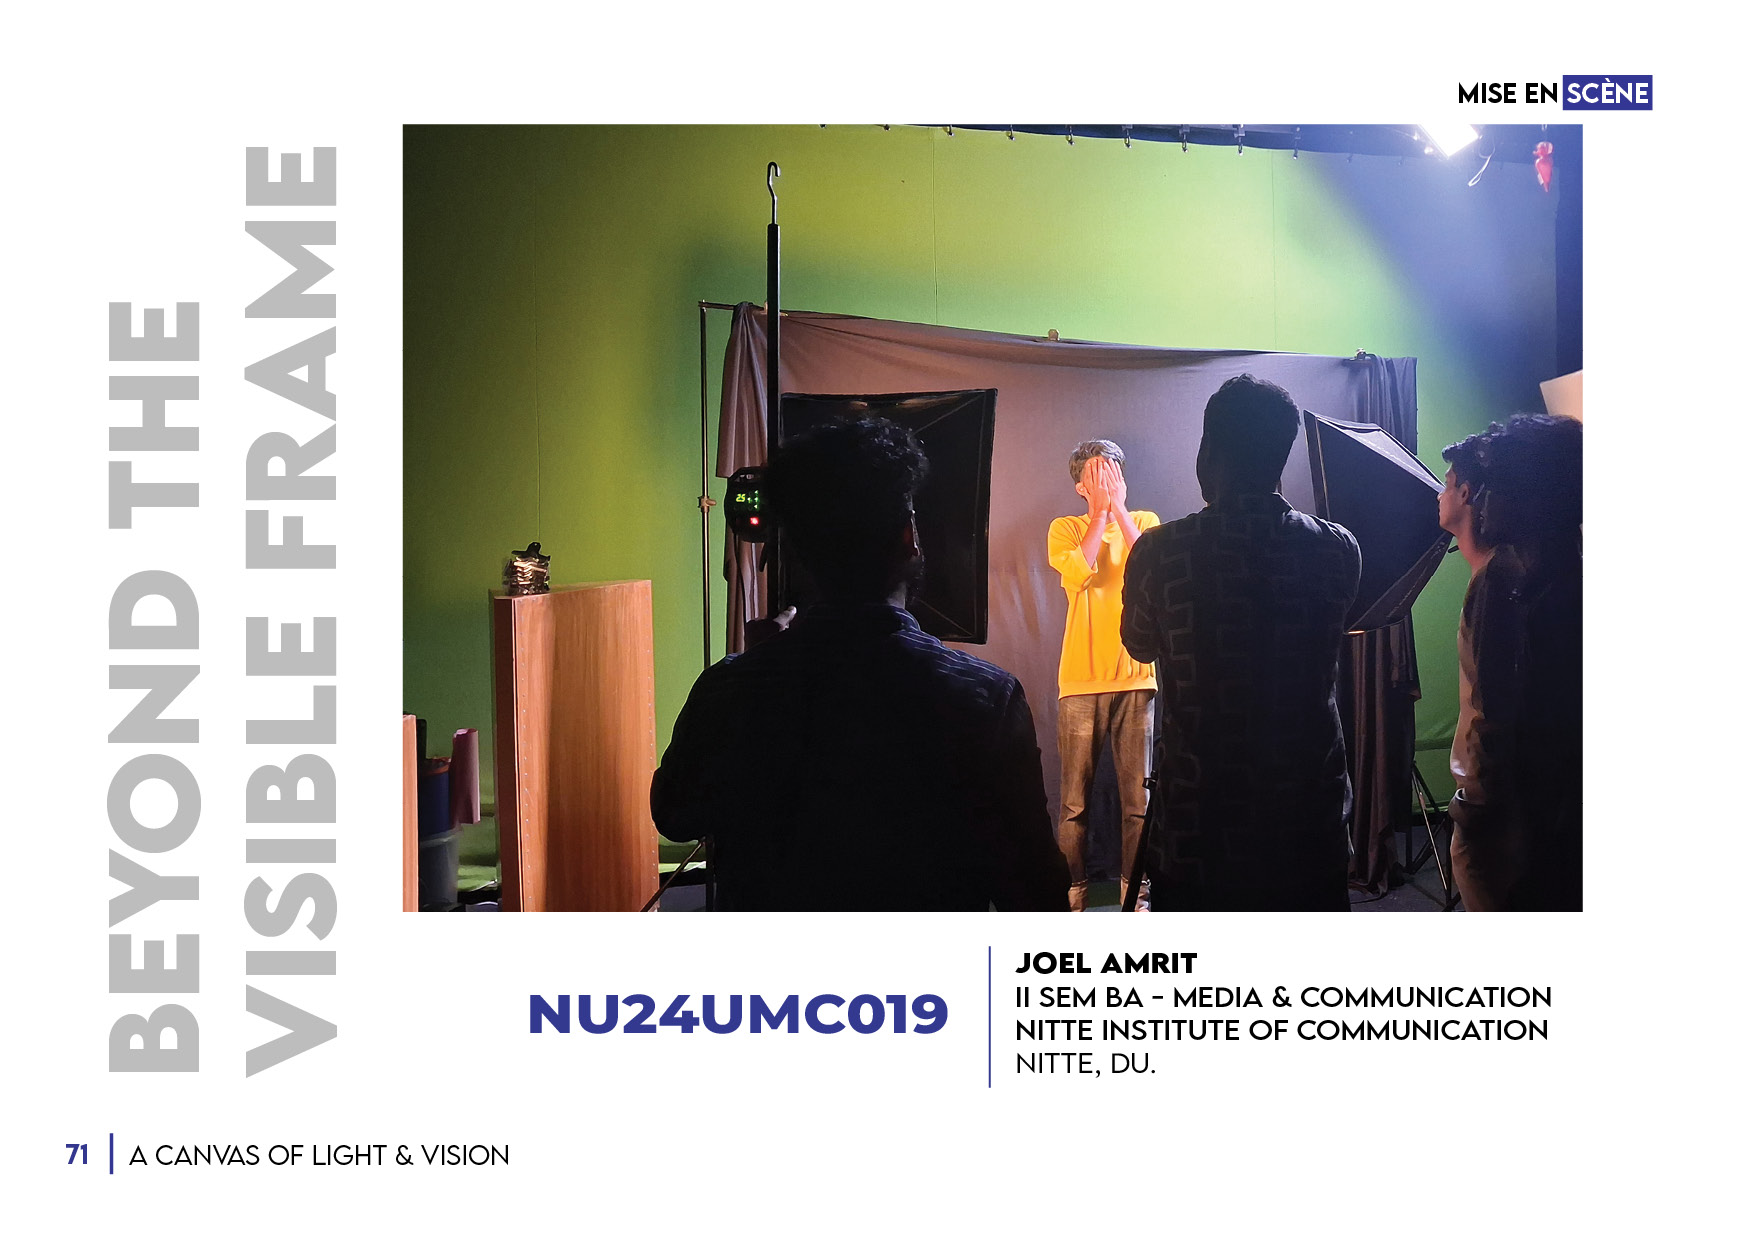 MISE EN SCÈNE
BEYOND THE
VISIBLE FRAME
25
NU24UMC019
JOEL AMRIT
II SEM BA - MEDIA & COMMUNICATION
NITTE INSTITUTE OF COMMUNICATION
NITTE, DU.
71 A CANVAS OF LIGHT & VISION